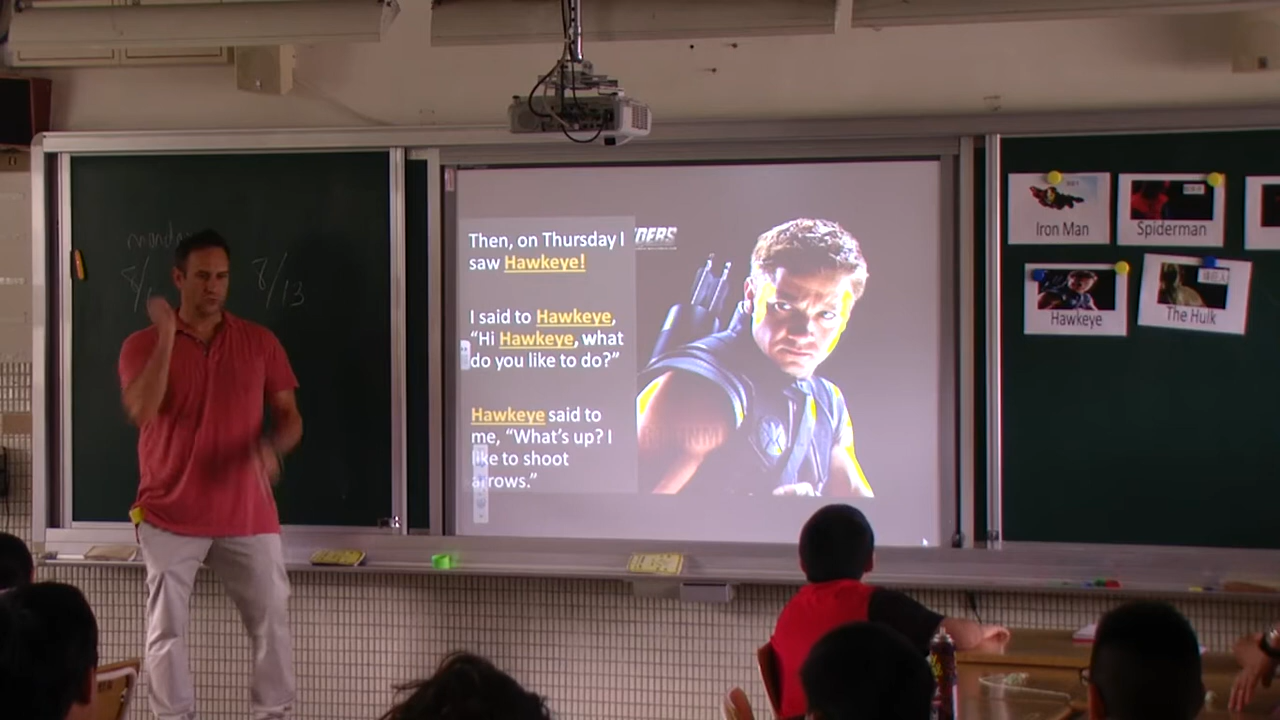 monday
8/13
Then, on Thursday I
saw Hawkeye!
I said to Hawkeye,
“Hi Hawkeye, what
do you like to do?”
Hawkeye said to
me, “What’s up? I
like to shoot
arrows.”
Iron Man
Spiderman
Hawkeye
The Hulk